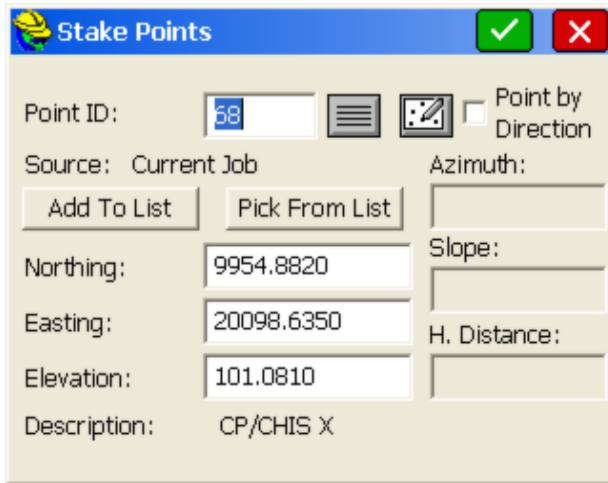 Stake Points
Point ID: 68 Point by Direction
Source: Current Job Azimuth:
Add To List Pick From List
Northing: 9954.8820 Slope:
Easting: 20098.6350 H. Distance:
Elevation: 101.0810
Description: CP/CHIS X